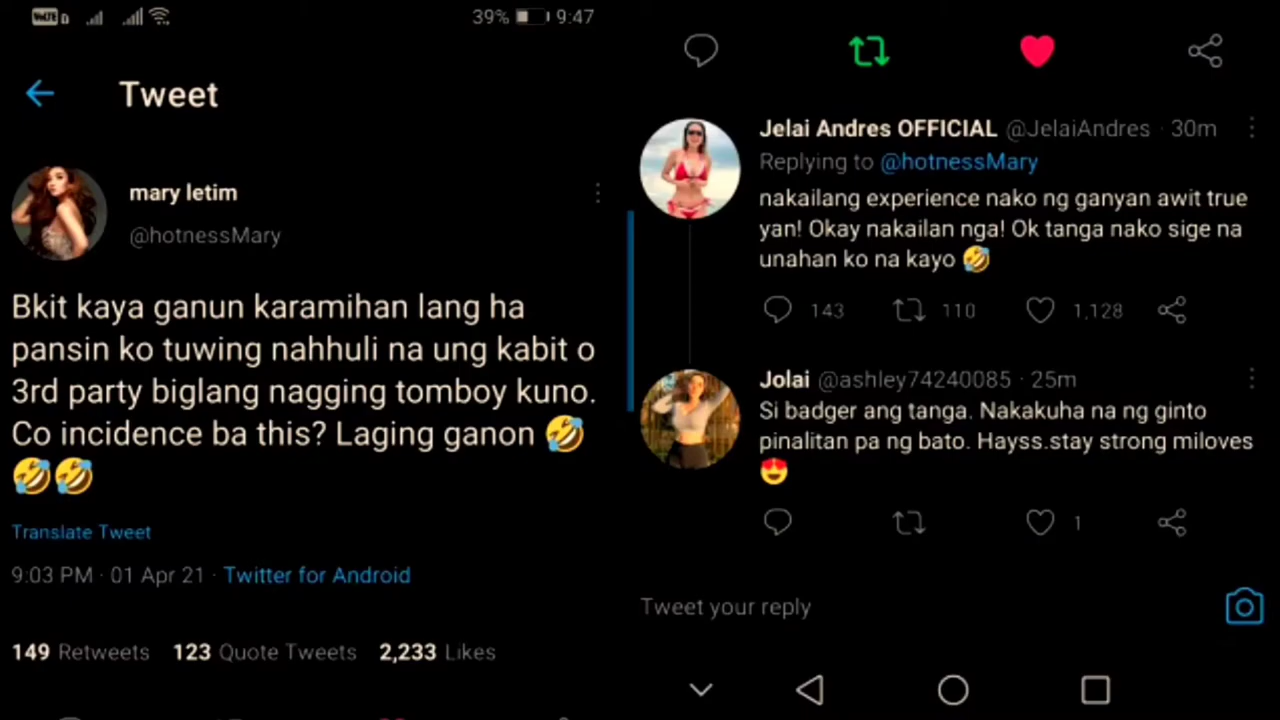 VoLTE
39% 9:47
Tweet
mary letim
@hotnessMary
Bkit kaya ganun karamihan lang ha
pansin ko tuwing nahhuli na ung kabit o
3rd party biglang nagging tomboy kuno.
Co incidence ba this? Laging ganon 🤣
🤣🤣
Translate Tweet
9:03 PM · 01 Apr 21 · Twitter for Android
149 Retweets 123 Quote Tweets 2,233 Likes
Jelai Andres OFFICIAL @JelaiAndres · 30m
Replying to @hotnessMary
nakailang experience nako ng ganyan awit true
yan! Okay nakailan nga! Ok tanga nako sige na
unahan ko na kayo 🤣
143 110 1,128
Jolai @ashley74240085 · 25m
Si badger ang tanga. Nakakuha na ng ginto
pinalitan pa ng bato. Hayss.stay strong miloves
😍
1
Tweet your reply